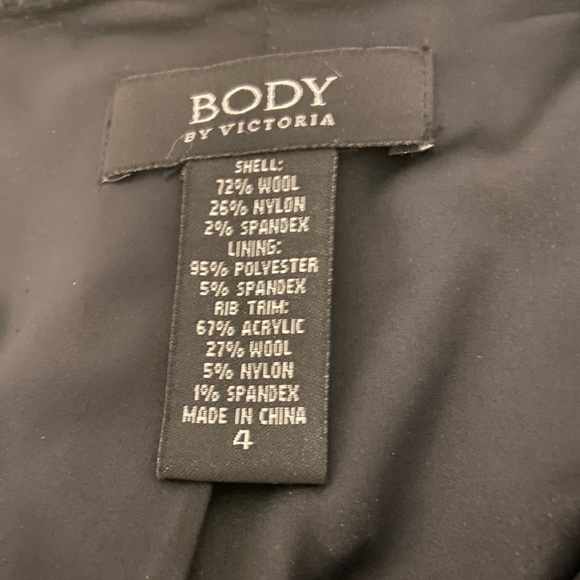 BODY
BY VICTORIA
SHELL:
72% WOOL
26% NYLON
2% SPANDEX
LINING:
95% POLYESTER
5% SPANDEX
RIB TRIM:
67% ACRYLIC
27% WOOL
5% NYLON
1% SPANDEX
MADE IN CHINA
4